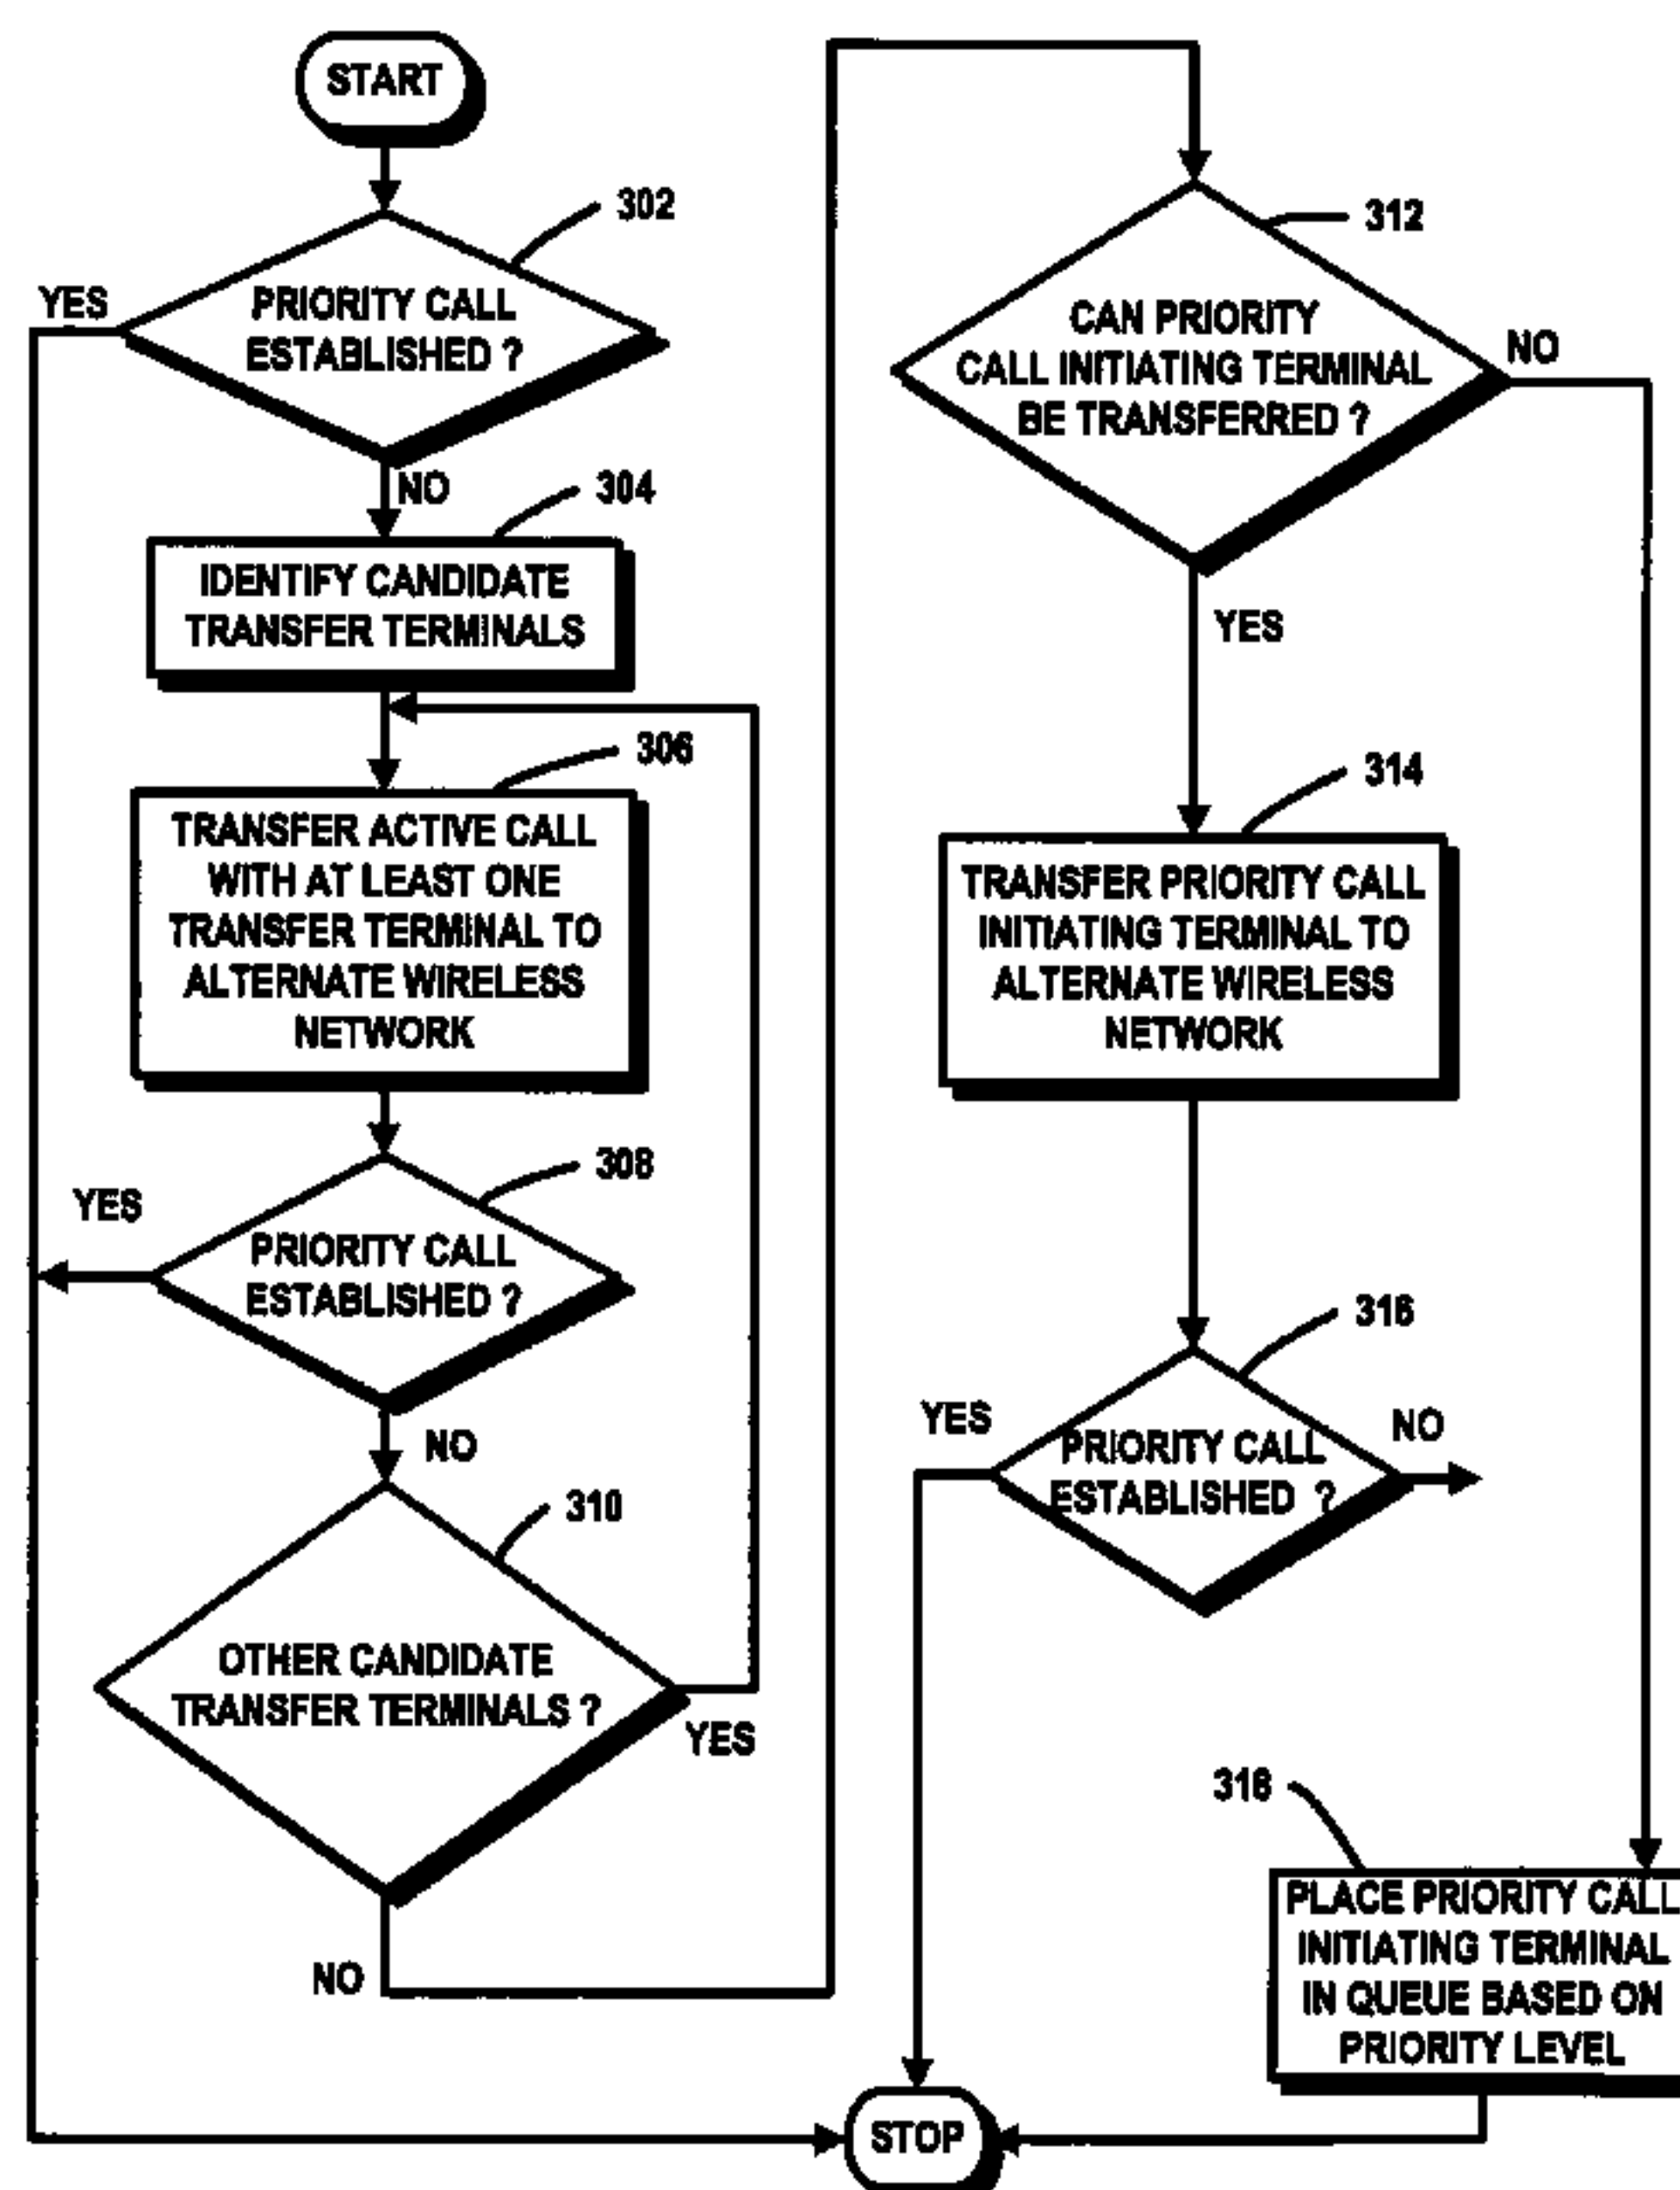 START
302
YES
PRIORITY CALL
ESTABLISHED ?
NO
304
IDENTIFY CANDIDATE
TRANSFER TERMINALS
306
TRANSFER ACTIVE CALL
WITH AT LEAST ONE
TRANSFER TERMINAL TO
ALTERNATE WIRELESS
NETWORK
308
YES
PRIORITY CALL
ESTABLISHED ?
NO
310
OTHER CANDIDATE
TRANSFER TERMINALS ?
YES
NO
312
CAN PRIORITY
CALL INITIATING TERMINAL
BE TRANSFERRED ?
NO
YES
314
TRANSFER PRIORITY CALL
INITIATING TERMINAL TO
ALTERNATE WIRELESS
NETWORK
316
YES
NO
PRIORITY CALL
ESTABLISHED ?
318
PLACE PRIORITY CALL
INITIATING TERMINAL
IN QUEUE BASED ON
PRIORITY LEVEL
STOP